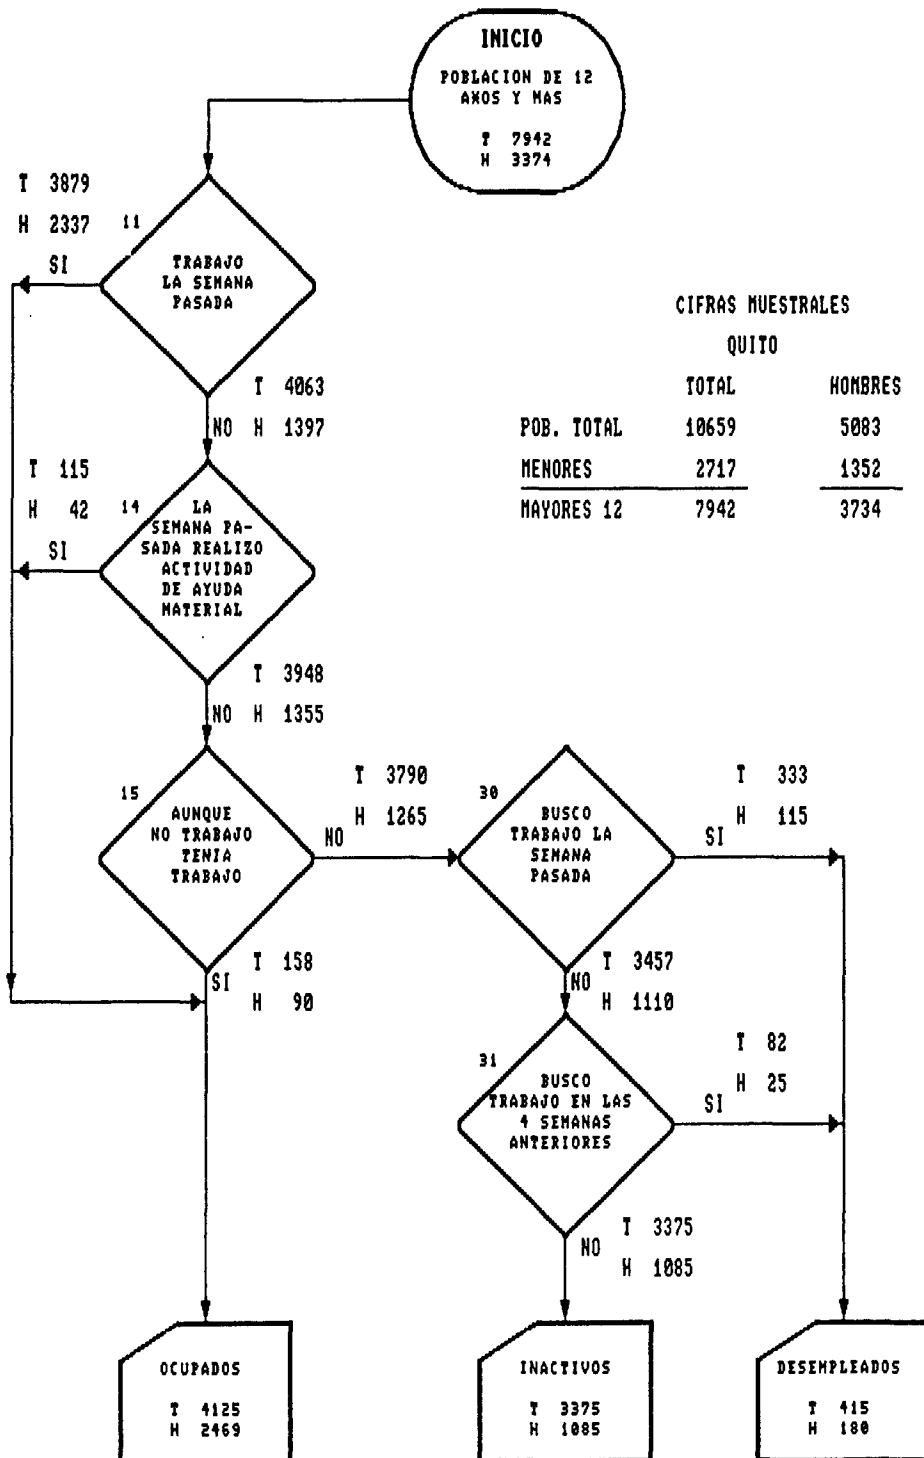 INICIO
POBLACION DE 12
AÑOS Y MAS
T 7942
H 3374
T 3879
H 2337
11
SI
TRABAJO
LA SEMANA
PASADA
CIFRAS MUESTRALES
QUITO
TOTAL HOMBRES
POB. TOTAL 10659 5083
MENORES 2717 1352
MAYORES 12 7942 3734
T 4063
NO H 1397
T 115
H 42
14
SI
LA
SEMANA PA-
SADA REALIZO
ACTIVIDAD
DE AYUDA
MATERIAL
T 3948
NO H 1355
15
AUNQUE
NO TRABAJO
TENIA
TRABAJO
T 3790
H 1265
NO
30
BUSCO
TRABAJO LA
SEMANA
PASADA
T 333
H 115
SI
T 158
SI
H 90
T 3457
NO
H 1110
31
BUSCO
TRABAJO EN LAS
4 SEMANAS
ANTERIORES
T 82
H 25
SI
T 3375
NO
H 1085
OCUPADOS
T 4125
H 2469
INACTIVOS
T 3375
H 1085
DESEMPLEADOS
T 415
H 180